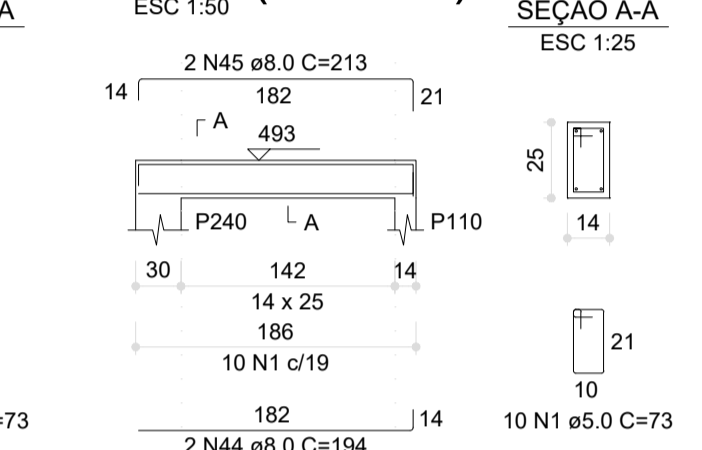 A
ESC 1:50
SEÇÃO A-A
ESC 1:25
2 N45 ø8.0 C=213
14
182
21
A
493
25
P240
A
P110
14
30
142
14
14 x 25
186
10 N1 c/19
21
10
182
14
=73
10 N1 ø5.0 C=73
2 N44 ø8.0 C=194